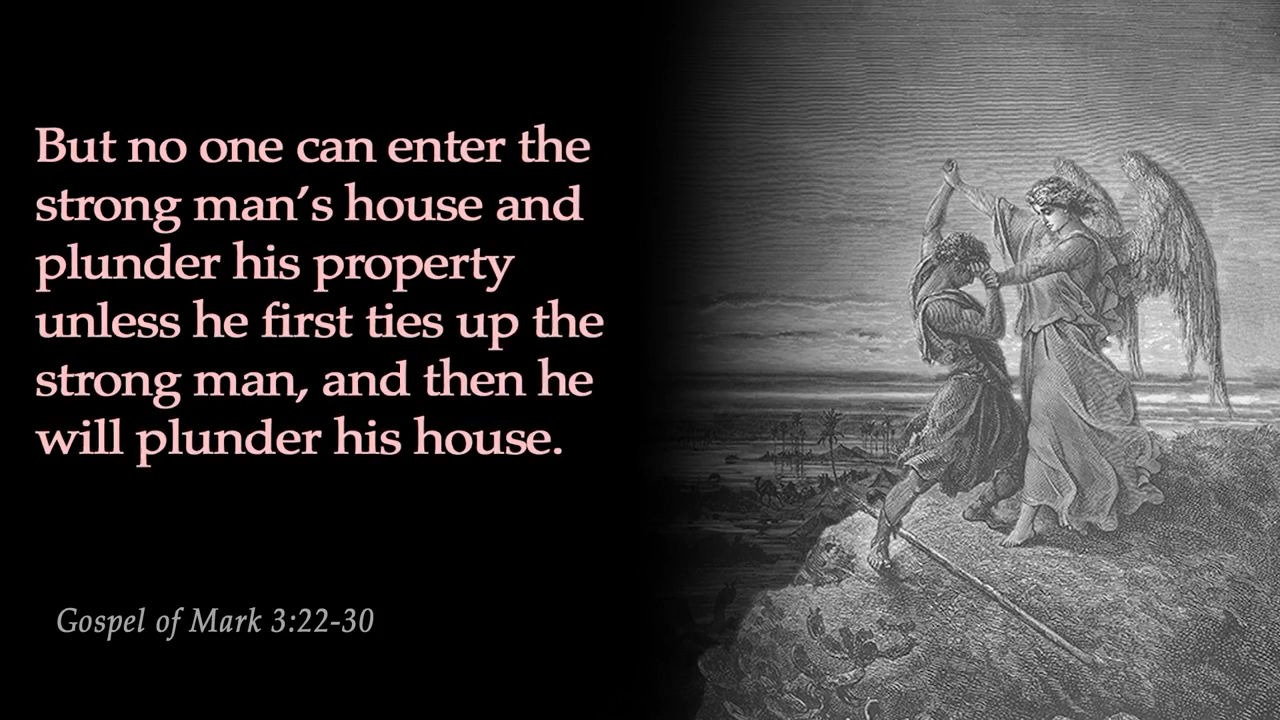 But no one can enter the
strong man’s house and
plunder his property
unless he first ties up the
strong man, and then he
will plunder his house.
Gospel of Mark 3:22-30